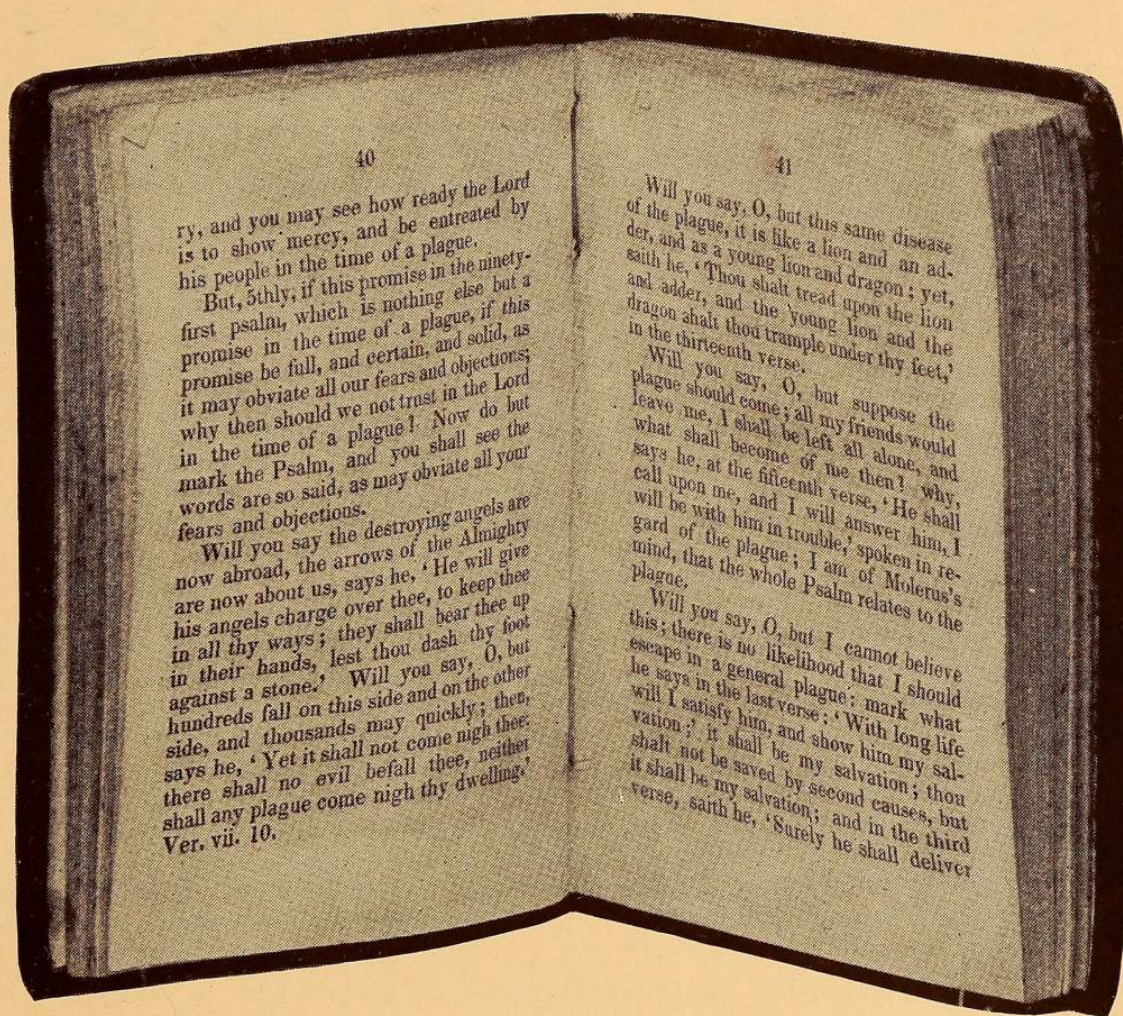 40
ry, and you may see how ready the Lord
is to show mercy, and be entreated by
his people in the time of a plague.
But, 5thly, if this promise in the ninety-
first psalm, which is nothing else but a
promise in the time of a plague, if this
promise be full, and certain, and solid, as
it may obviate all our fears and objections;
why then should we not trust in the Lord
in the time of a plague? Now do but
mark the Psalm, and you shall see the
words are so said, as may obviate all your
fears and objections.
Will you say the destroying angels are
now abroad, the arrows of the Almighty
are now about us, says he, ‘He will give
his angels charge over thee, to keep thee
in all thy ways; they shall bear thee up
in their hands, lest thou dash thy foot
against a stone.’ Will you say, O, but
hundreds fall on this side and on the other
side, and thousands may quickly; then,
says he, ‘Yet it shall not come nigh thee:
there shall no evil befall thee, neither
shall any plague come nigh thy dwelling.’
Ver. vii. 10.
41
Will you say, O, but this same disease
of the plague, it is like a lion and an ad-
der, and as a young lion and dragon; yet,
saith he, ‘Thou shalt tread upon the lion
and adder, and the young lion and the
dragon ahalt thou trample under thy feet,’
in the thirteenth verse.
Will you say, O, but suppose the
plague should come; all my friends would
leave me, I shall be left all alone, and
what shall become of me then? why,
says he, at the fifteenth verse, ‘He shall
call upon me, and I will answer him, I
will be with him in trouble,’ spoken in re-
gard of the plague; I am of Molerus's
mind, that the whole Psalm relates to the
plague.
Will you say, O, but I cannot believe
this; there is no likelihood that I should
escape in a general plague: mark what
he says in the last verse; ‘With long life
will I satisfy him, and show him my sal-
vation;’ it shall be my salvation; thou
shalt not be saved by second causes, but
it shall be my salvation; and in the third
verse, saith he, ‘Surely he shall deliver